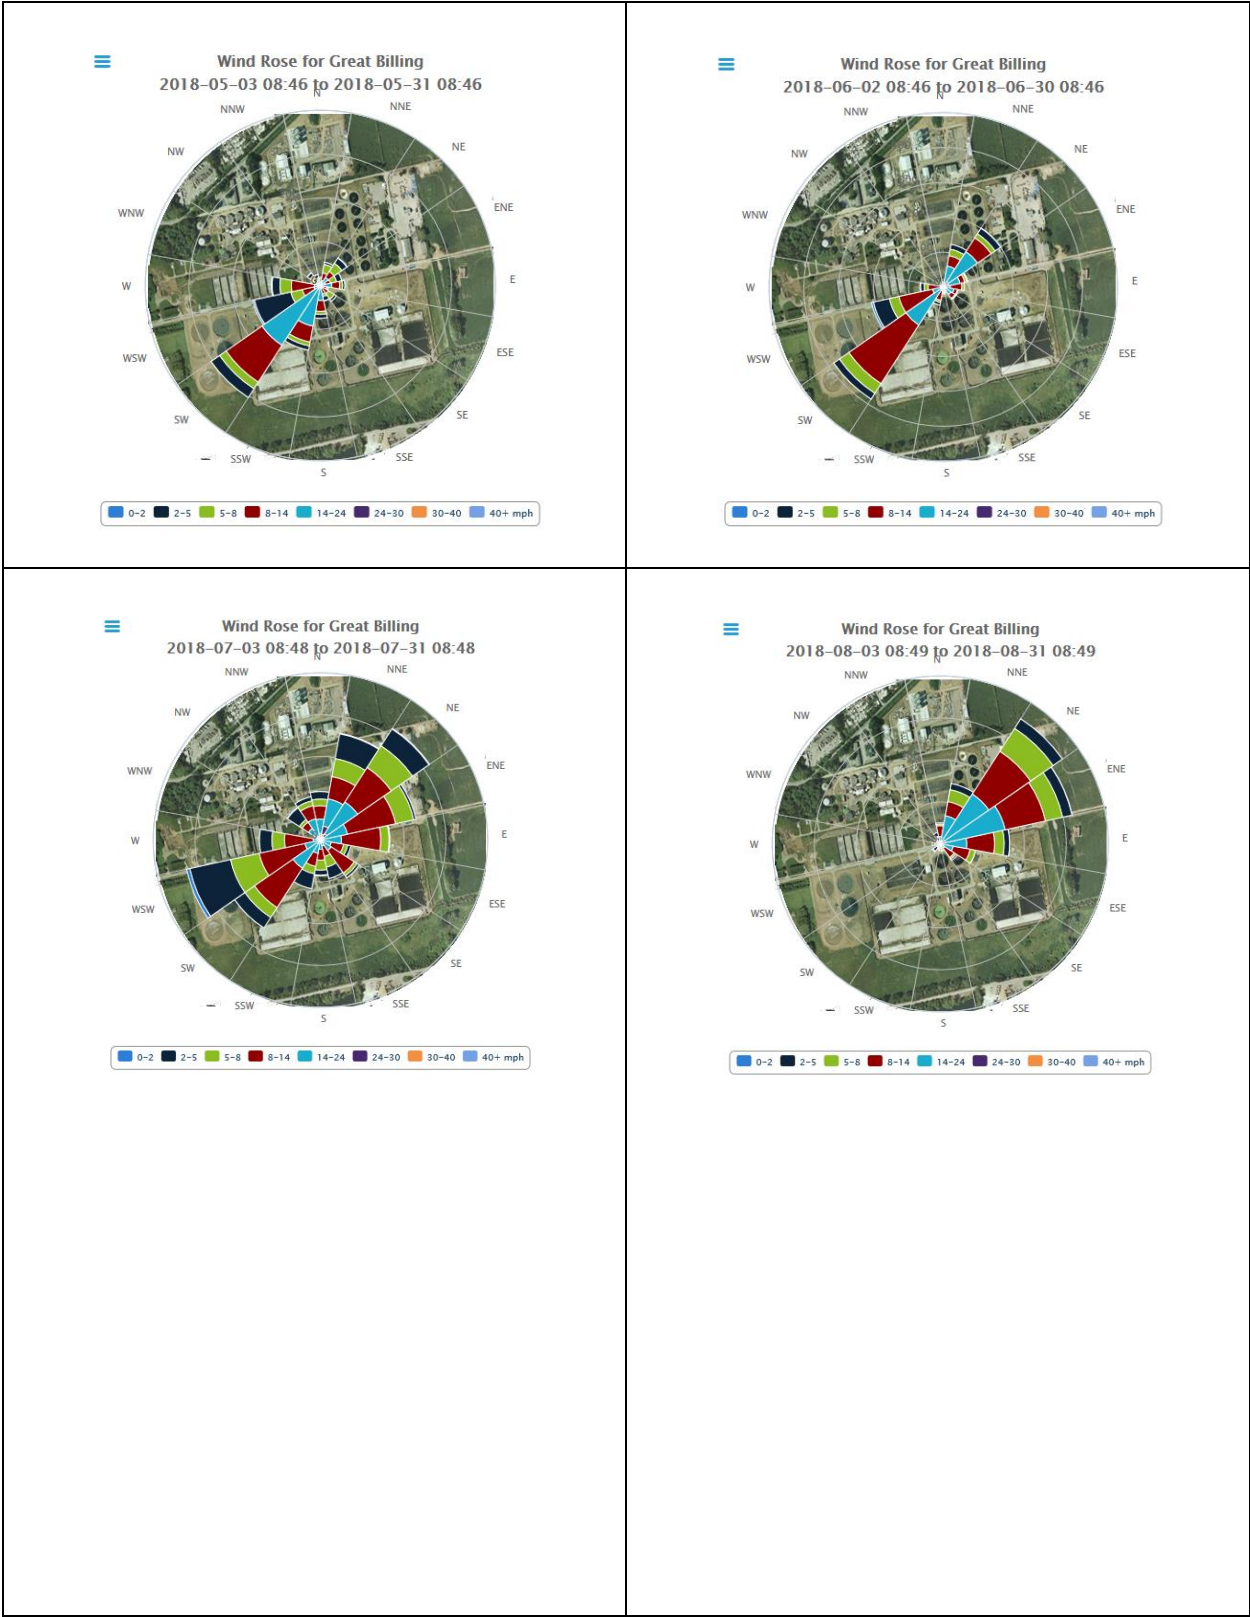 Wind Rose for Great Billing
2018-05-03 08:46 to 2018-05-31 08:46
N
NNW
NNE
NW
NE
WNW
ENE
W
E
WSW
ESE
SW
SE
SSW
SSE
S
0-2 2-5 5-8 8-14 14-24 24-30 30-40 40+ mph
Wind Rose for Great Billing
2018-06-02 08:46 to 2018-06-30 08:46
N
NNW
NNE
NW
NE
WNW
ENE
W
E
WSW
ESE
SW
SE
SSW
SSE
S
0-2 2-5 5-8 8-14 14-24 24-30 30-40 40+ mph
Wind Rose for Great Billing
2018-07-03 08:48 to 2018-07-31 08:48
N
NNW
NNE
NW
NE
WNW
ENE
W
E
WSW
ESE
SW
SE
SSW
SSE
S
0-2 2-5 5-8 8-14 14-24 24-30 30-40 40+ mph
Wind Rose for Great Billing
2018-08-03 08:49 to 2018-08-31 08:49
N
NNW
NNE
NW
NE
WNW
ENE
W
E
WSW
ESE
SW
SE
SSW
SSE
S
0-2 2-5 5-8 8-14 14-24 24-30 30-40 40+ mph